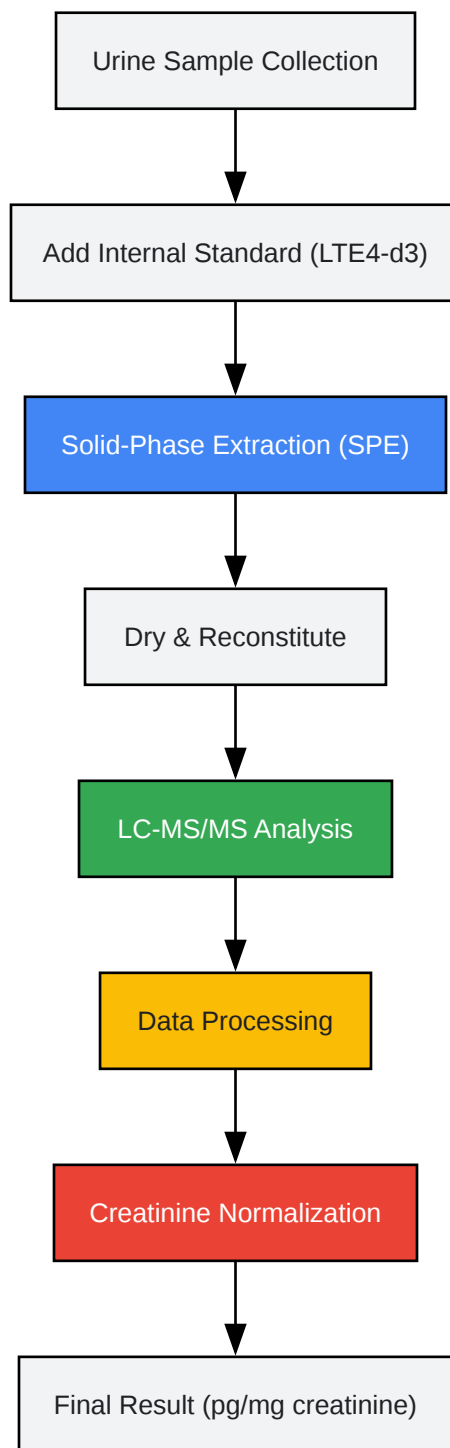 Urine Sample Collection
Add Internal Standard (LTE4-d3)
Solid-Phase Extraction (SPE)
Dry & Reconstitute
LC-MS/MS Analysis
Data Processing
Creatinine Normalization
Final Result (pg/mg creatinine)